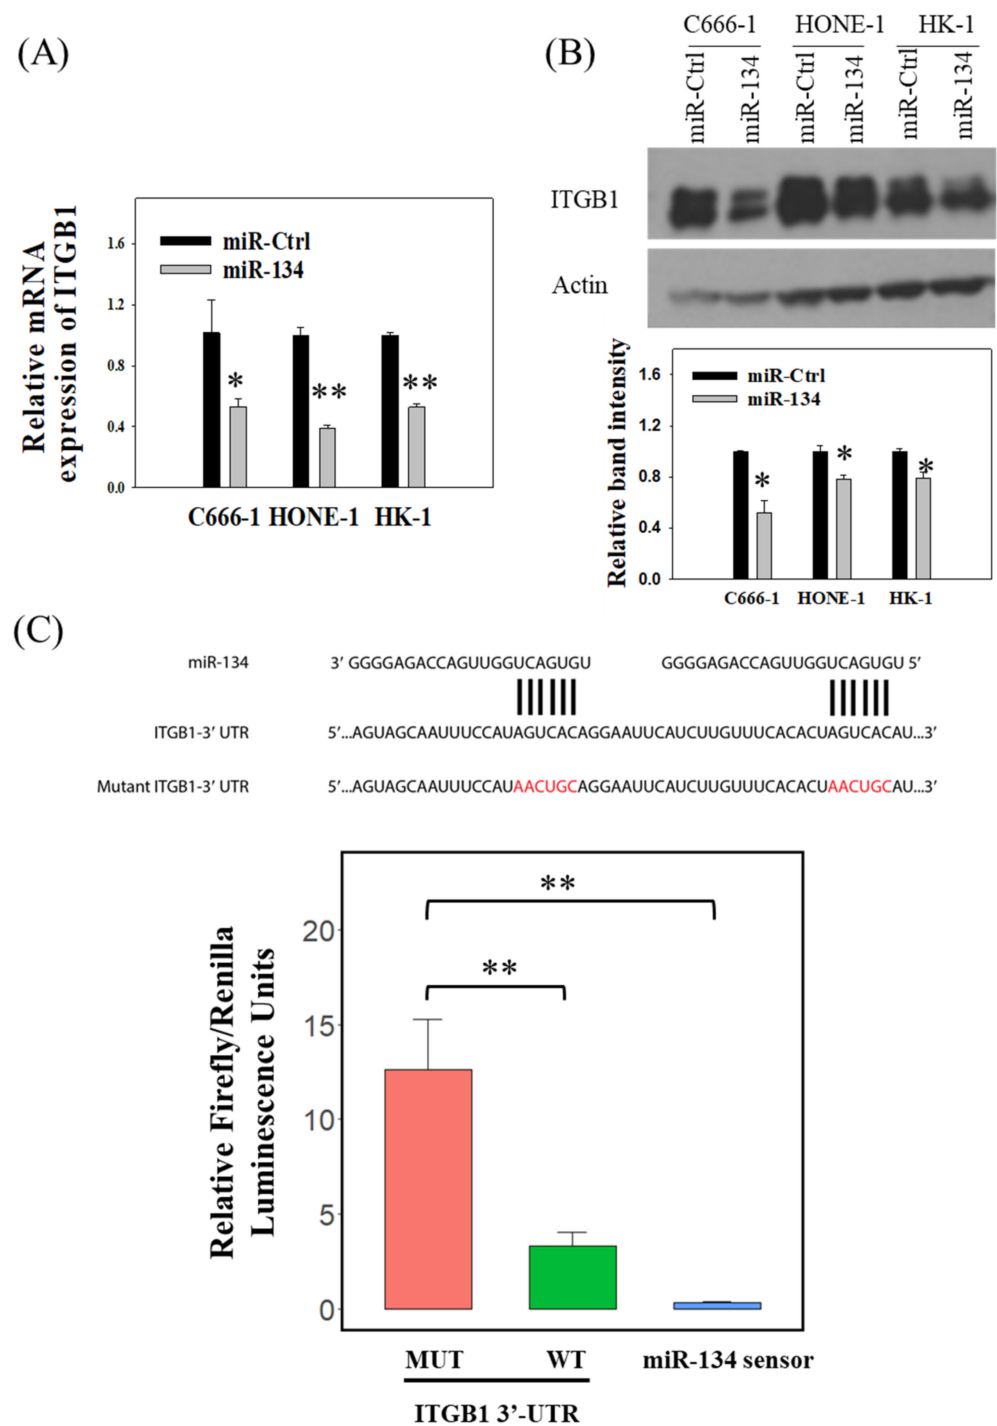 (A)
Relative mRNA
expression of ITGB1
1.6
1.2
0.8
0.4
0.0
miR-Ctrl
miR-134
*
**
**
C666-1 HONE-1 HK-1
(B)
C666-1 HONE-1 HK-1
miR-Ctrl
miR-134
miR-Ctrl
miR-134
miR-Ctrl
miR-134
ITGB1
Actin
Relative band intensity
1.6
1.2
0.8
0.4
0.0
miR-Ctrl
miR-134
*
*
*
C666-1 HONE-1 HK-1
(C)
miR-134 3’ GGGGAGACCAGUUGGUCAGUGU GGGGAGACCAGUUGGUCAGUGU 5’
ITGB1-3’ UTR 5’...AGUAGCAAUUUCCAUAGUCACAGGAAUUCAUCUUGUUUCACACUAGUCACAU...3’
Mutant ITGB1-3’ UTR 5’...AGUAGCAAUUUCCAUAACUGCAGGAAUUCAUCUUGUUUCACACUAACUGCAU...3’
Relative Firefly/Renilla
Luminescence Units
20
15
10
5
0
**
**
MUT WT miR-134 sensor
ITGB1 3’-UTR